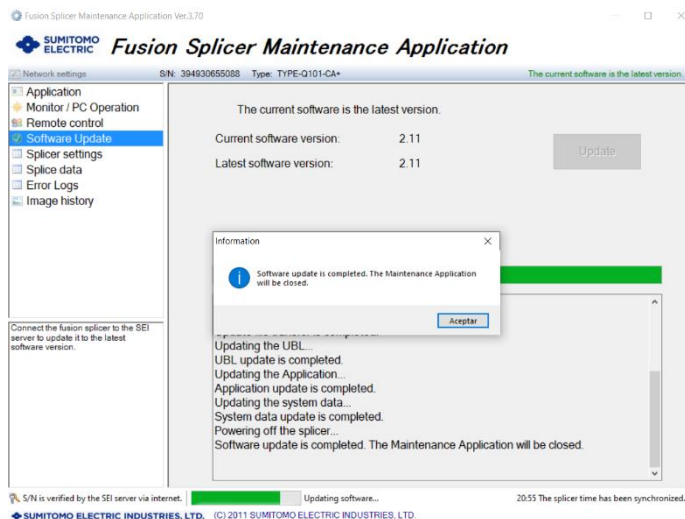 Fusion Splicer Maintenance Application Ver.3.70
SUMITOMO
ELECTRIC
Fusion Splicer Maintenance Application
Network settings
S/N: 394930655088 Type: TYPE-Q101-CA+
The current software is the latest version.
Application
Monitor / PC Operation
Remote control
Software Update
Splicer settings
Splice data
Error Logs
Image history
Connect the fusion splicer to the SEI
server to update it to the latest
software version.
The current software is the latest version.
Current software version: 2.11
Latest software version: 2.11
Update
Information
Software update is completed. The Maintenance Application
will be closed.
Aceptar
Updating the UBL...
UBL update is completed.
Updating the Application...
Application update is completed.
Updating the system data...
System data update is completed.
Powering off the splicer...
Software update is completed. The Maintenance Application will be closed.
S/N is verified by the SEI server via internet.
Updating software...
20:55 The splicer time has been synchronized.
SUMITOMO ELECTRIC INDUSTRIES, LTD. (C) 2011 SUMITOMO ELECTRIC INDUSTRIES, LTD.